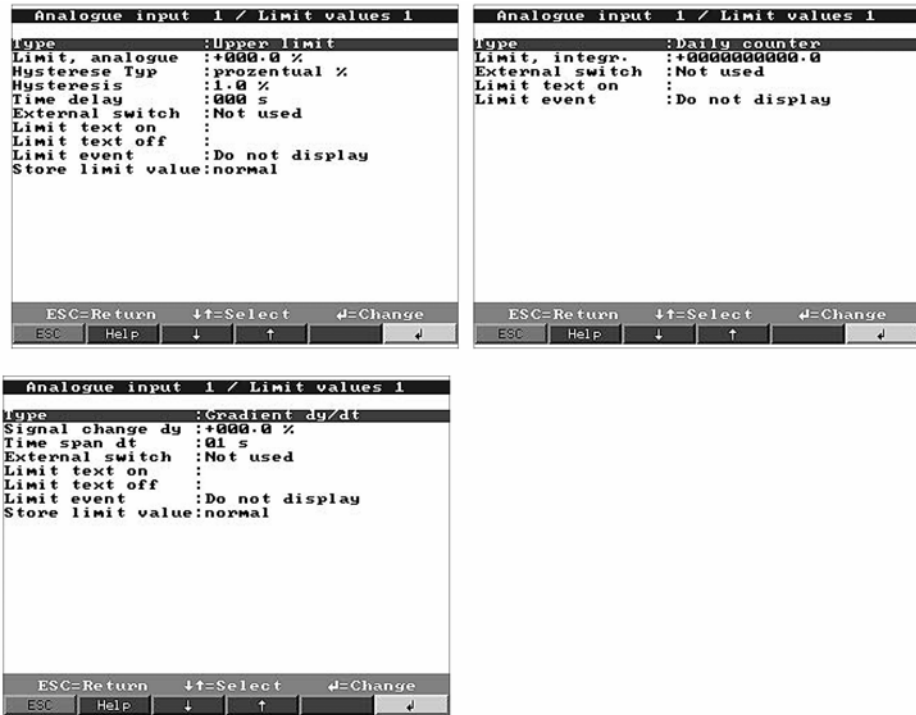 Analogue input 1 / Limit values 1
Type :Upper limit
Limit, analogue :+000.0 %
Hysterese Typ :prozentual %
Hysteresis :1.0 %
Time delay :000 s
External switch :Not used
Limit text on :
Limit text off :
Limit event :Do not display
Store limit value:normal
ESC=Return ↓↑=Select ↲=Change
ESC Help ↓ ↑ ↲
Analogue input 1 / Limit values 1
Type :Daily counter
Limit, integr. :+0000000000.0
External switch :Not used
Limit text on :
Limit event :Do not display
ESC=Return ↓↑=Select ↲=Change
ESC Help ↓ ↑ ↲
Analogue input 1 / Limit values 1
Type :Gradient dy/dt
Signal change dy :+000.0 %
Time span dt :01 s
External switch :Not used
Limit text on :
Limit text off :
Limit event :Do not display
Store limit value:normal
ESC=Return ↓↑=Select ↲=Change
ESC Help ↓ ↑ ↲